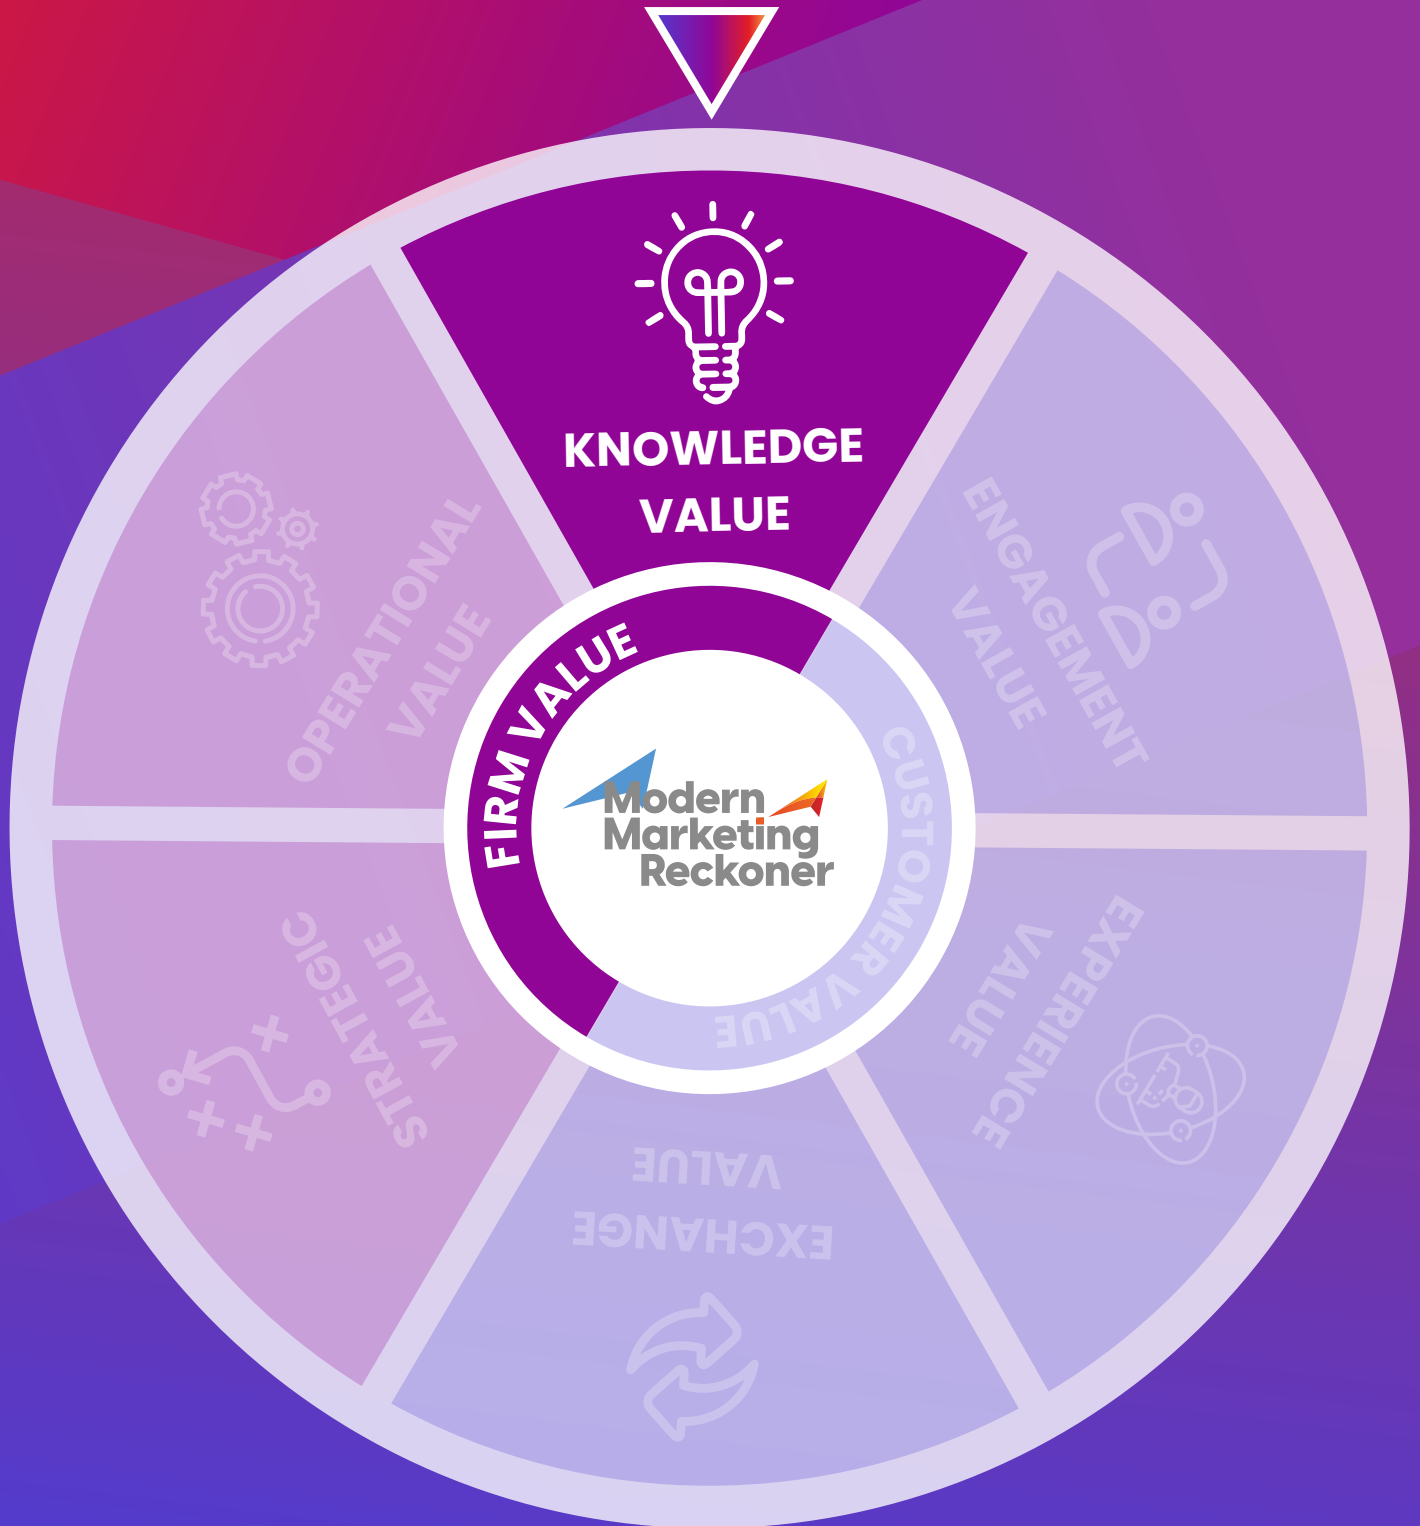 KNOWLEDGE
VALUE
ENGAGEMENT
VALUE
EXPERIENCE
VALUE
EXCHANGE
VALUE
STRATEGIC
VALUE
OPERATIONAL
VALUE
FIRM VALUE
CUSTOMER VALUE
Modern
Marketing
Reckoner